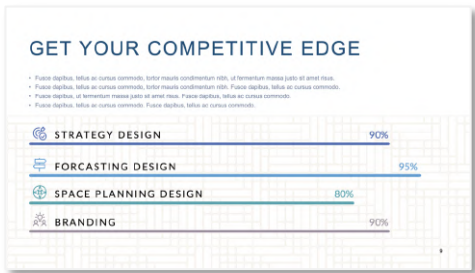 GET YOUR COMPETITIVE EDGE
• Fusce dapibus, tellus ac cursus commodo, tortor mauris condimentum nibh, ut fermentum massa justo sit amet risus.
• Fusce dapibus, tellus ac cursus commodo, tortor mauris condimentum nibh. Fusce dapibus, tellus ac cursus commodo.
• Fusce dapibus, ut fermentum massa justo sit amet risus. Fusce dapibus, tellus ac cursus commodo.
• Fusce dapibus, tellus ac cursus commodo. Fusce dapibus, tellus ac cursus commodo.
STRATEGY DESIGN 90%
FORCASTING DESIGN 95%
SPACE PLANNING DESIGN 80%
BRANDING 90%